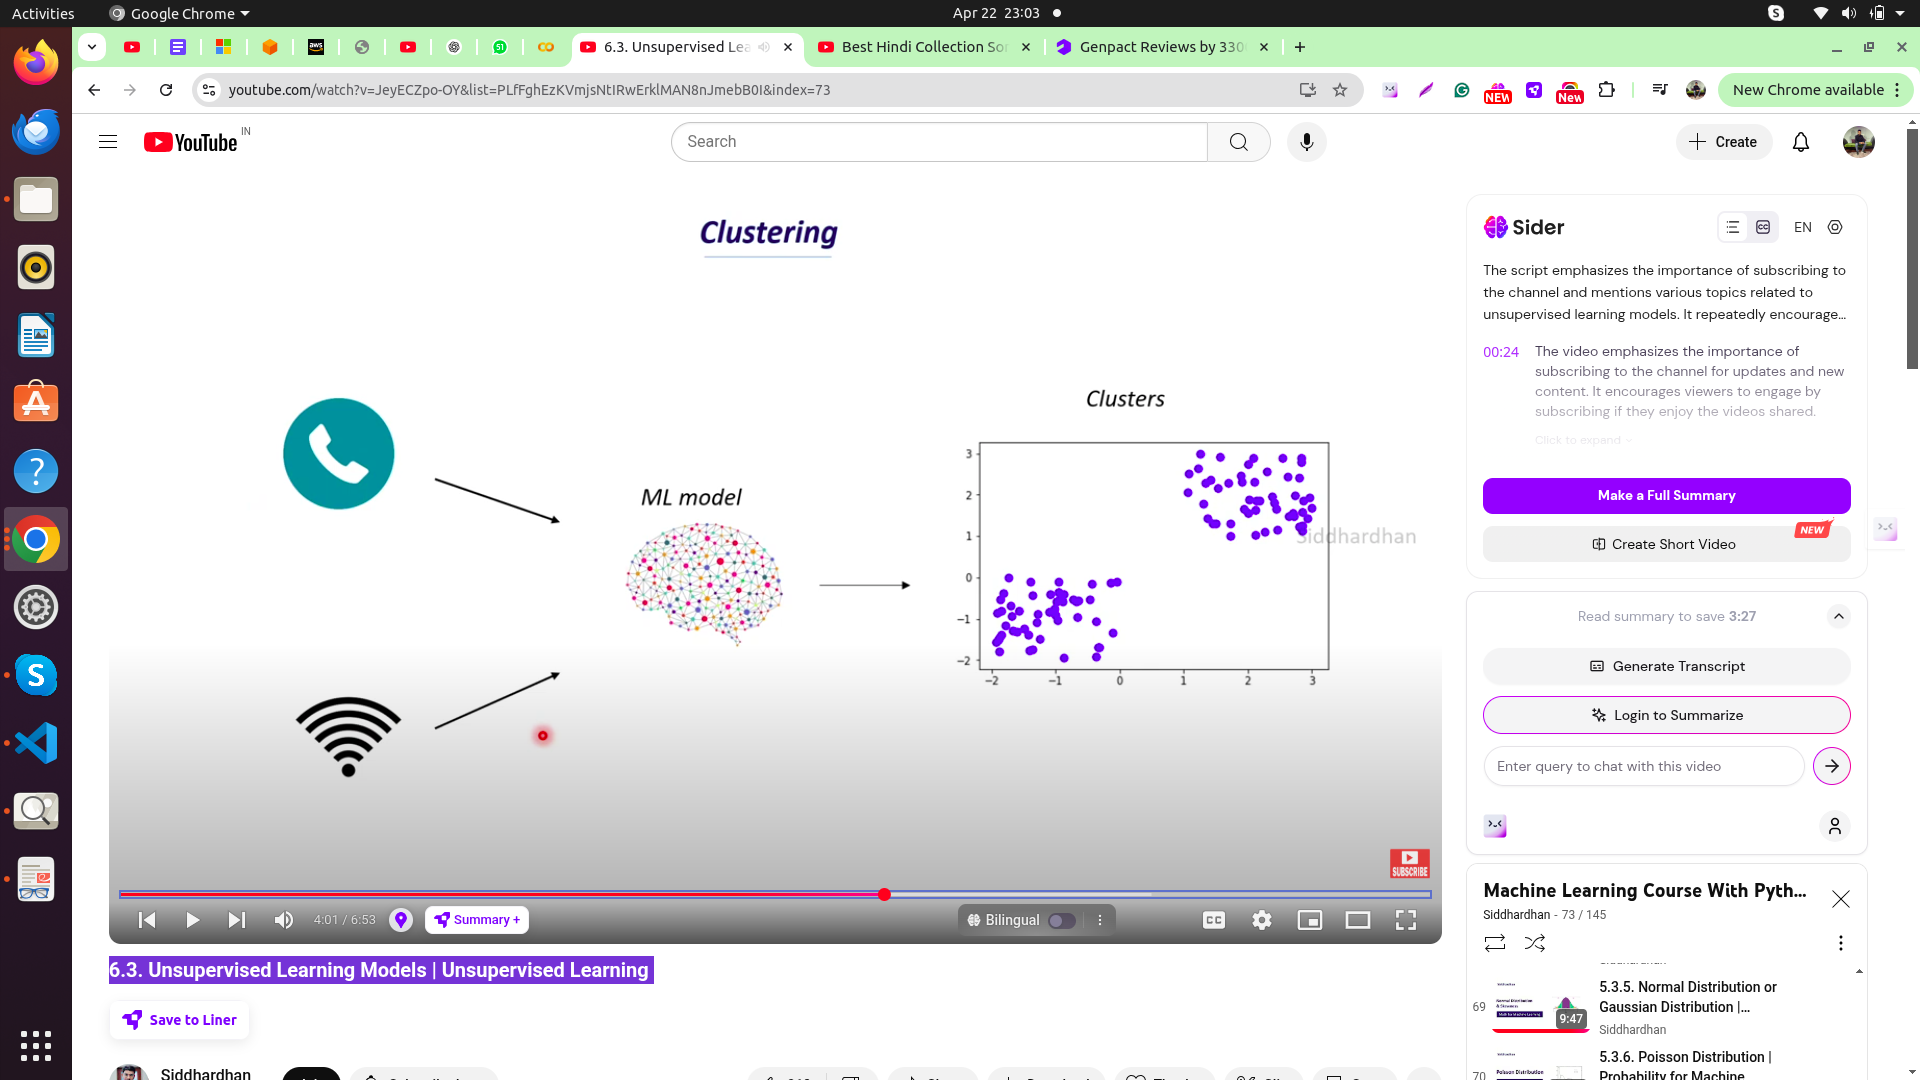 Activities
Google Chrome
Apr 22 23:03
6.3. Unsupervised Lea
Best Hindi Collection Son
Genpact Reviews by 330
youtube.com/watch?v=JeyECZpo-OY&list=PLfFghEzKVmjsNtIRwErklMAN8nJmebB0I&index=73
NEW
New
New Chrome available
YouTube
IN
Search
Create
Clustering
ML model
Clusters
3
2
1
0
−1
−2
−2
−1
0
1
2
3
Siddhardhan
SUBSCRIBE
4:01 / 6:53
Summary +
Bilingual
CC
6.3. Unsupervised Learning Models | Unsupervised Learning
Save to Liner
Siddhardhan
Sider
EN
The script emphasizes the importance of subscribing to
the channel and mentions various topics related to
unsupervised learning models. It repeatedly encourage...
00:24
The video emphasizes the importance of
subscribing to the channel for updates and new
content. It encourages viewers to engage by
subscribing if they enjoy the videos shared.
Click to expand
Make a Full Summary
NEW
Create Short Video
Read summary to save 3:27
Generate Transcript
Login to Summarize
Enter query to chat with this video
Machine Learning Course With Pyth...
Siddhardhan - 73 / 145
69
9:47
5.3.5. Normal Distribution or
Gaussian Distribution |...
Siddhardhan
70
5.3.6. Poisson Distribution |
Probability for Machine